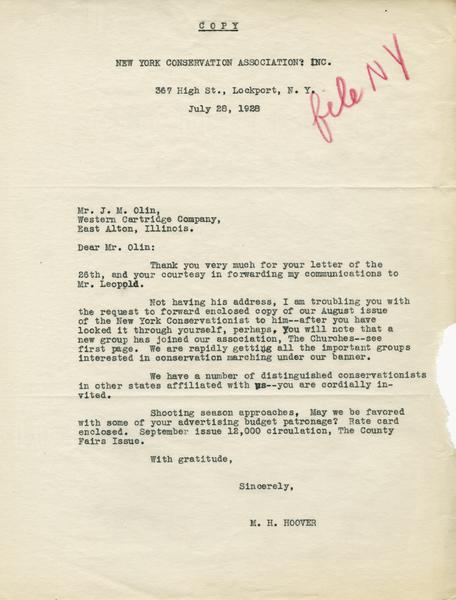 COPY
NEW YORK CONSERVATION ASSOCIATION? INC.
367 High St., Lockport, N. Y.
July 28, 1928
file NY
Mr. J. M. Olin,
Western Cartridge Company,
East Alton, Illinois.
Dear Mr. Olin:
Thank you very much for your letter of the
26th, and your courtesy in forwarding my communications to
Mr. Leopold.
Not having his address, I am troubling you with
the request to forward enclosed copy of our August issue
of the New York Conservationist to him--after you have
looked it through yourself, perhaps. You will note that a
new group has joined our association, The Churches--see
first page. We are rapidly getting all the important groups
interested in conservation marching under our banner.
We have a number of distinguished conservationists
in other states affiliated with us--you are cordially in-
vited.
Shooting season approaches, May we be favored
with some of your advertising budget patronage? Rate card
enclosed. September issue 12,000 circulation, The County
Fairs Issue.
With gratitude,
Sincerely,
M. H. HOOVER